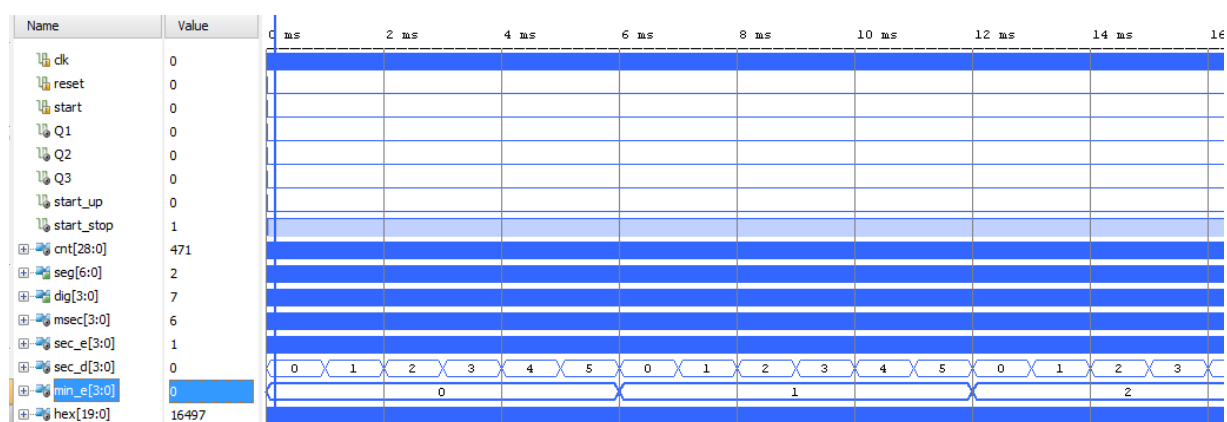 Name Value 0 ms 2 ms 4 ms 6 ms 8 ms 10 ms 12 ms 14 ms 16
clk 0
reset 0
start 0
Q1 0
Q2 0
Q3 0
start_up 0
start_stop 1
cnt[28:0] 471
seg[6:0] 2
dig[3:0] 7
msec[3:0] 6
sec_e[3:0] 1
sec_d[3:0] 0 0 1 2 3 4 5 0 1 2 3 4 5 0 1 2 3
min_e[3:0] 0 0 1 2
hex[19:0] 16497